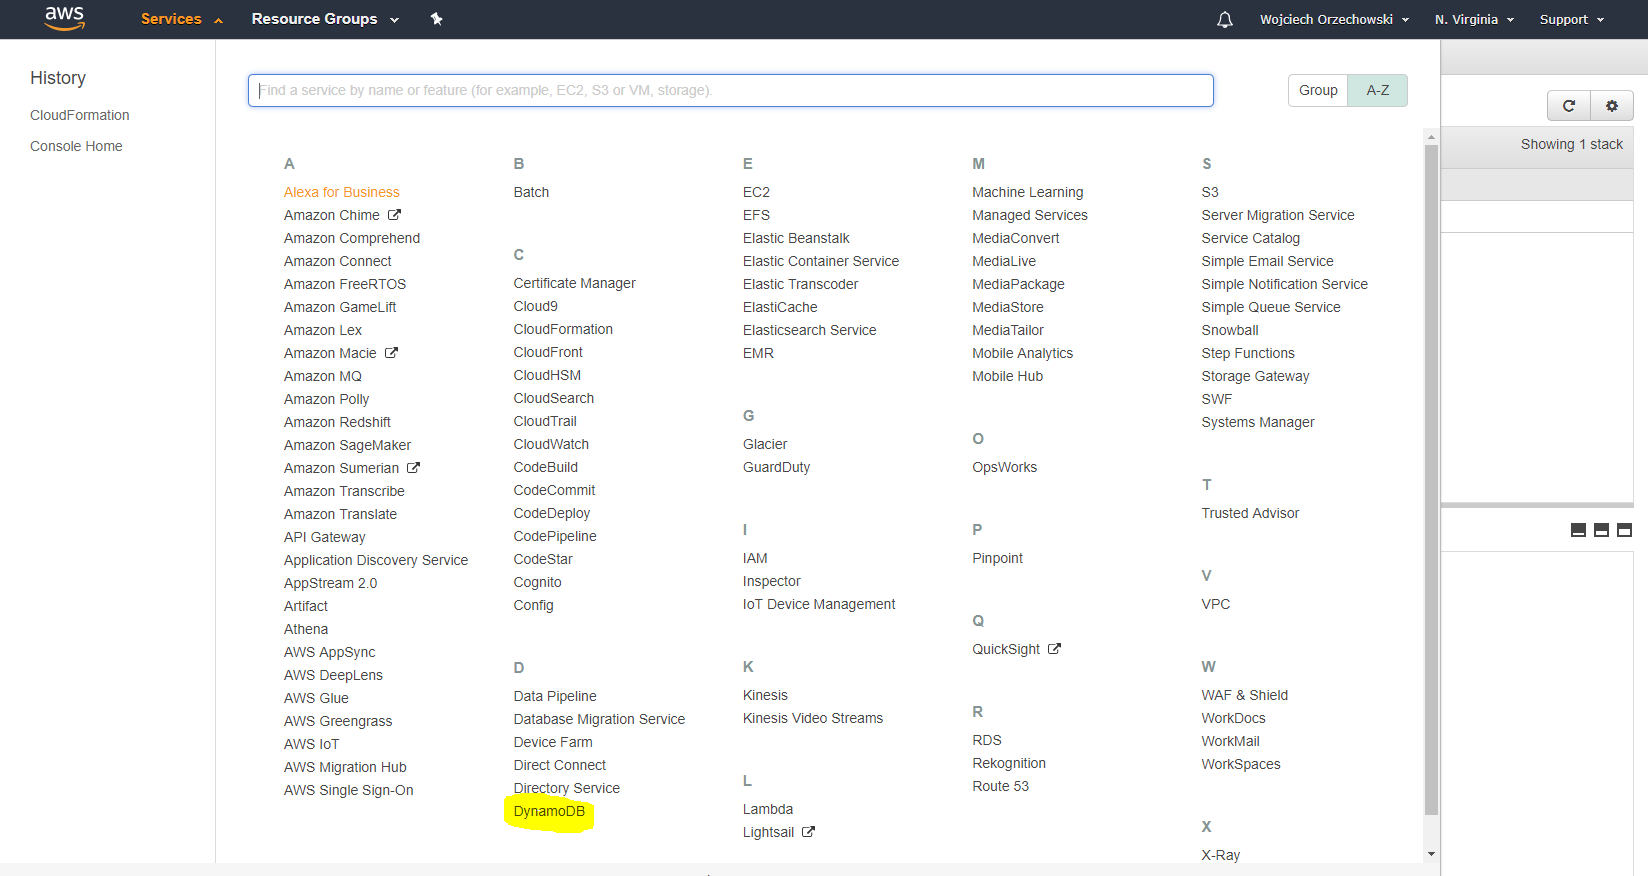 aws
Services
Resource Groups
Wojciech Orzechowski
N. Virginia
Support
History
CloudFormation
Console Home
Find a service by name or feature (for example, EC2, S3 or VM, storage).
Group
A-Z
Showing 1 stack
A
Alexa for Business
Amazon Chime
Amazon Comprehend
Amazon Connect
Amazon FreeRTOS
Amazon GameLift
Amazon Lex
Amazon Macie
Amazon MQ
Amazon Polly
Amazon Redshift
Amazon SageMaker
Amazon Sumerian
Amazon Transcribe
Amazon Translate
API Gateway
Application Discovery Service
AppStream 2.0
Artifact
Athena
AWS AppSync
AWS DeepLens
AWS Glue
AWS Greengrass
AWS IoT
AWS Migration Hub
AWS Single Sign-On
B
Batch
C
Certificate Manager
Cloud9
CloudFormation
CloudFront
CloudHSM
CloudSearch
CloudTrail
CloudWatch
CodeBuild
CodeCommit
CodeDeploy
CodePipeline
CodeStar
Cognito
Config
D
Data Pipeline
Database Migration Service
Device Farm
Direct Connect
Directory Service
DynamoDB
E
EC2
EFS
Elastic Beanstalk
Elastic Container Service
Elastic Transcoder
ElastiCache
Elasticsearch Service
EMR
G
Glacier
GuardDuty
I
IAM
Inspector
IoT Device Management
K
Kinesis
Kinesis Video Streams
L
Lambda
Lightsail
M
Machine Learning
Managed Services
MediaConvert
MediaLive
MediaPackage
MediaStore
MediaTailor
Mobile Analytics
Mobile Hub
O
OpsWorks
P
Pinpoint
Q
QuickSight
R
RDS
Rekognition
Route 53
S
S3
Server Migration Service
Service Catalog
Simple Email Service
Simple Notification Service
Simple Queue Service
Snowball
Step Functions
Storage Gateway
SWF
Systems Manager
T
Trusted Advisor
V
VPC
W
WAF & Shield
WorkDocs
WorkMail
WorkSpaces
X
X-Ray